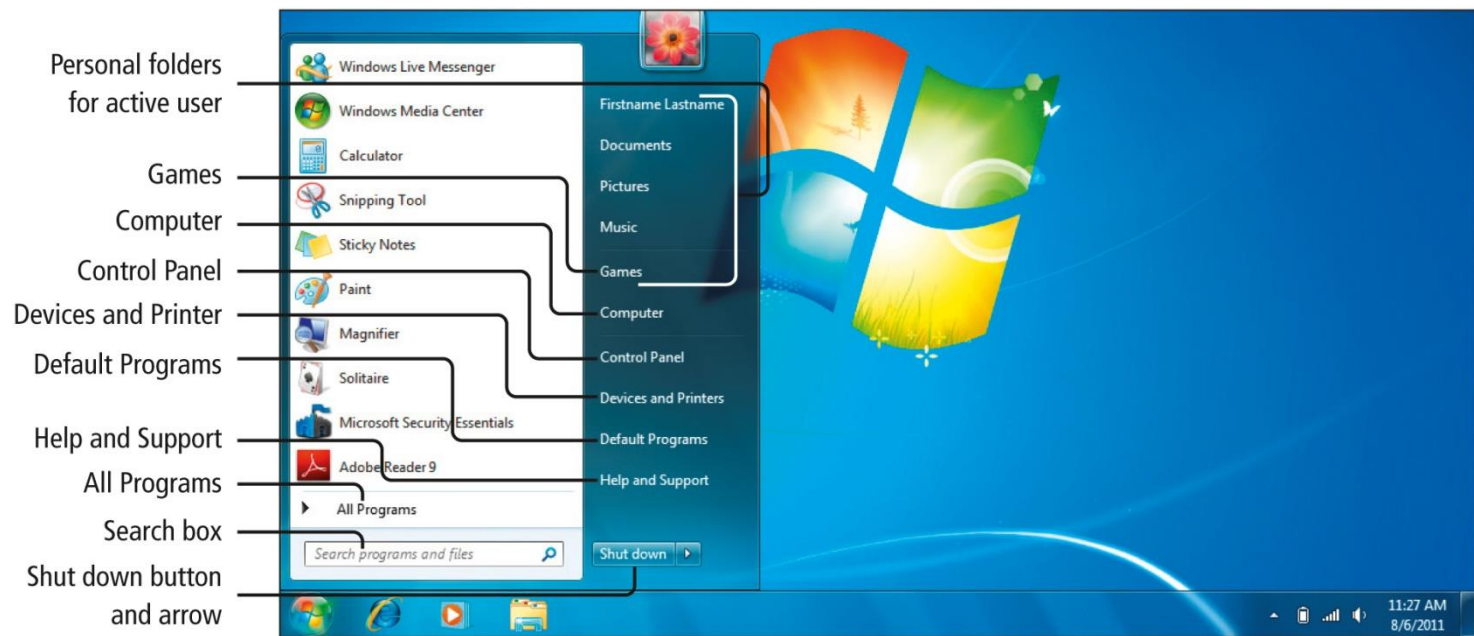 Personal folders
for active user
Games
Computer
Control Panel
Devices and Printer
Default Programs
Help and Support
All Programs
Search box
Shut down button
and arrow
Windows Live Messenger
Windows Media Center
Calculator
Snipping Tool
Sticky Notes
Paint
Magnifier
Solitaire
Microsoft Security Essentials
Adobe Reader 9
All Programs
Search programs and files
Firstname Lastname
Documents
Pictures
Music
Games
Computer
Control Panel
Devices and Printers
Default Programs
Help and Support
Shut down
11:27 AM
8/6/2011